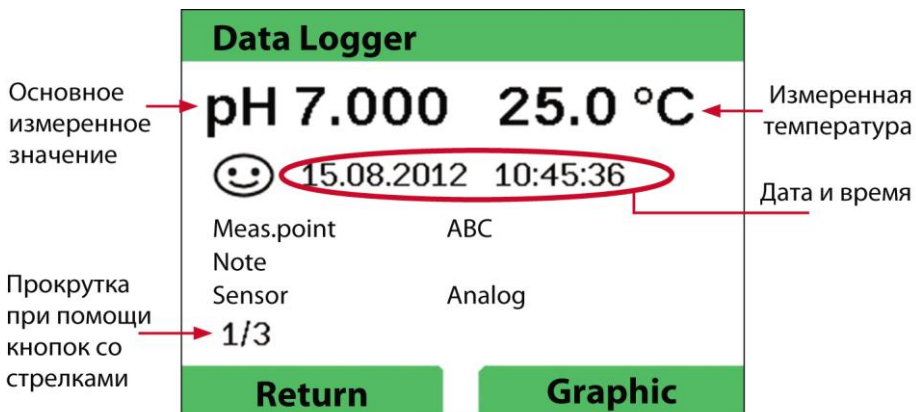 Data Logger
Основное
измеренное
значение
pH 7.000 25.0 °C
Измеренная
температура
15.08.2012 10:45:36
Дата и время
Meas.point ABC
Note
Sensor Analog
Прокрутка
при помощи
кнопок со
стрелками
1/3
Return Graphic